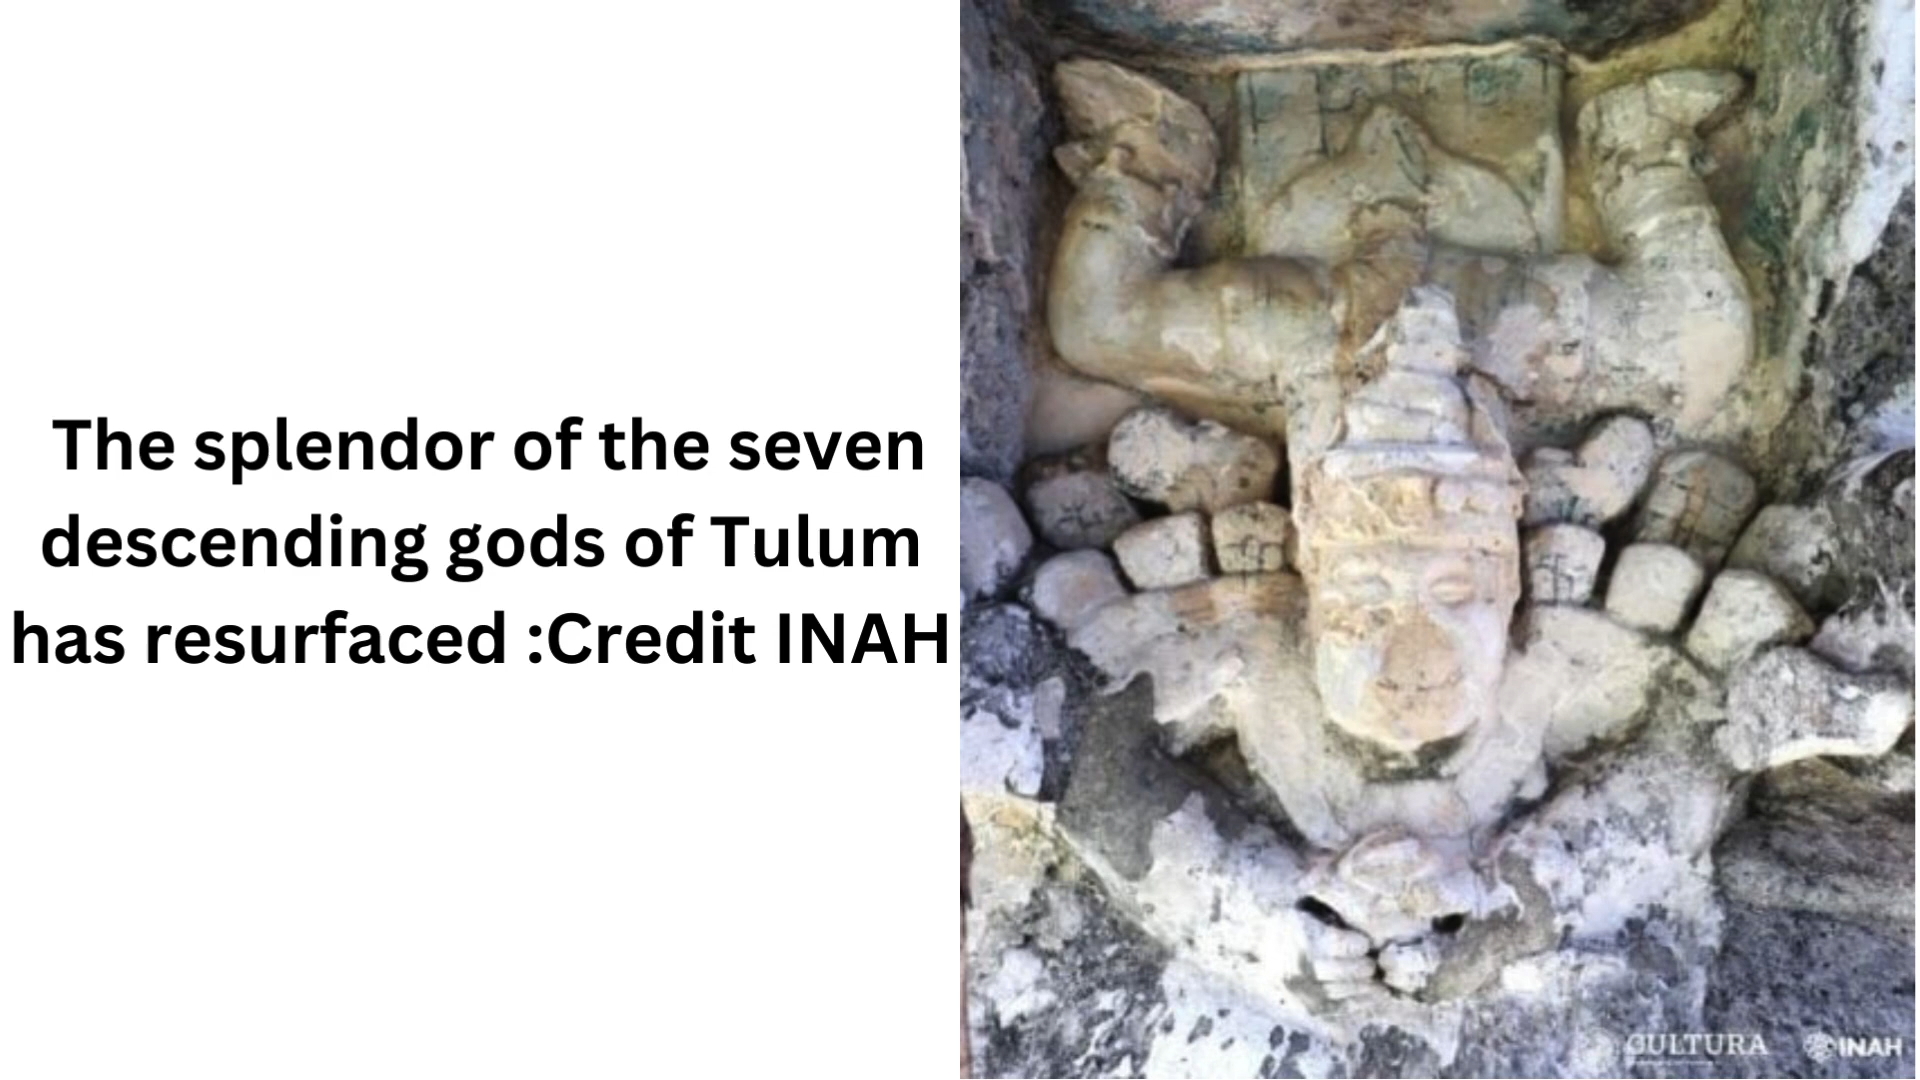 The splendor of the seven
descending gods of Tulum
has resurfaced :Credit INAH
CULTURA
INAH